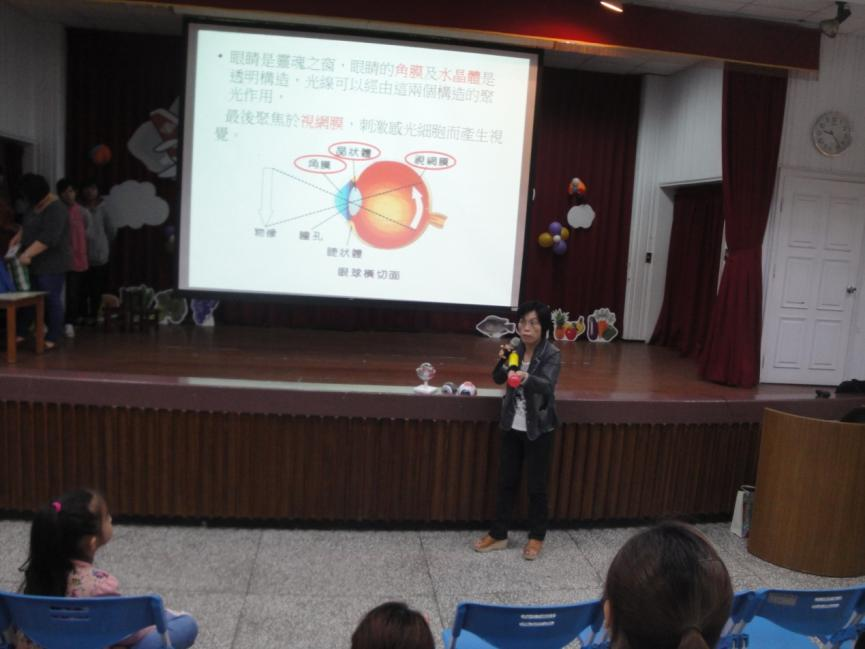 • 眼睛是靈魂之窗，眼睛的角膜及水晶體是
透明構造，光線可以經由這兩個構造的聚
光作用，
最後聚焦於視網膜，刺激感光細胞而產生視
覺。
晶狀體
角膜
視網膜
物像
瞳孔
睫狀體
眼球橫切面